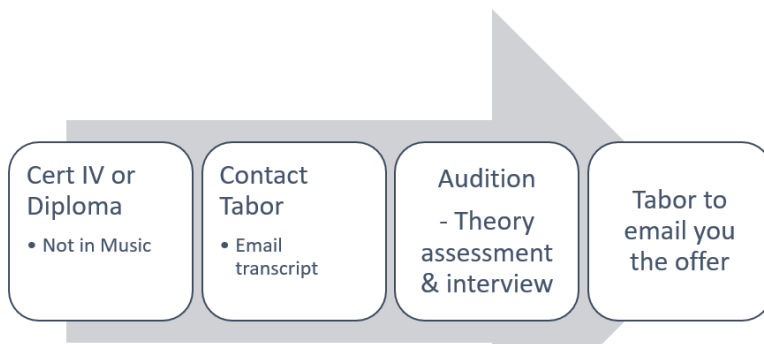 Cert IV or
Diploma
• Not in Music
Contact
Tabor
• Email
transcript
Audition
- Theory
assessment
& interview
Tabor to
email you
the offer